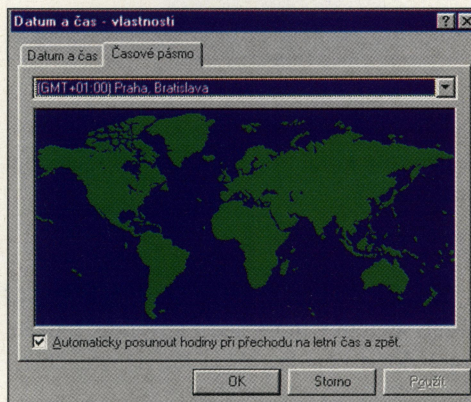 Datum a čas - vlastnosti
Datum a čas
Časové pásmo
(GMT+01:00) Praha, Bratislava
Automaticky posunout hodiny při přechodu na letní čas a zpět.
OK
Storno
Použít